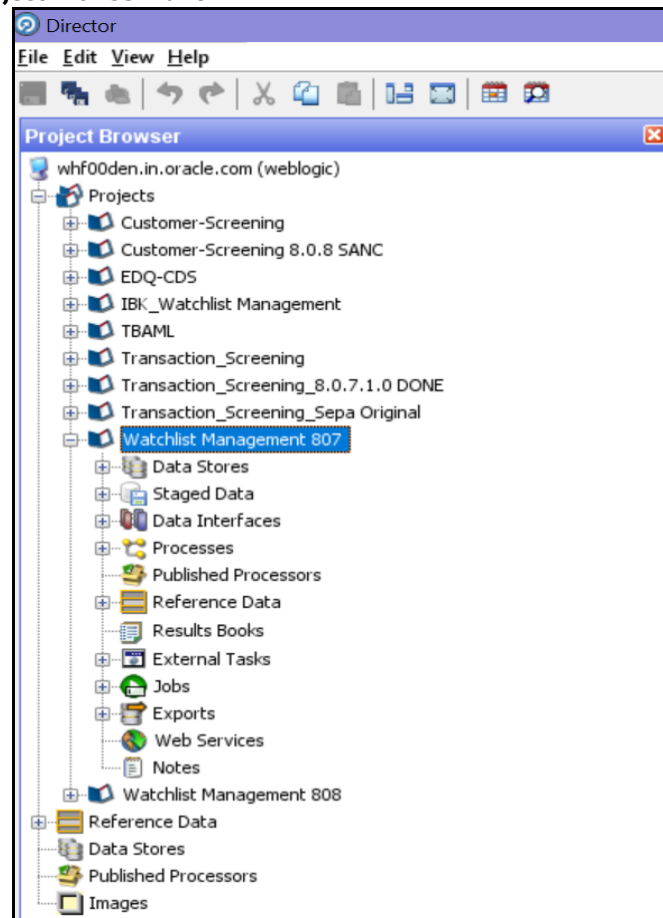 Director
File Edit View Help
Project Browser
whf00den.in.oracle.com (weblogic)
Projects
Customer-Screening
Customer-Screening 8.0.8 SANC
EDQ-CDS
IBK_Watchlist Management
TBAML
Transaction_Screening
Transaction_Screening_8.0.7.1.0 DONE
Transaction_Screening_Sepa Original
Watchlist Management 807
Data Stores
Staged Data
Data Interfaces
Processes
Published Processors
Reference Data
Results Books
External Tasks
Jobs
Exports
Web Services
Notes
Watchlist Management 808
Reference Data
Data Stores
Published Processors
Images